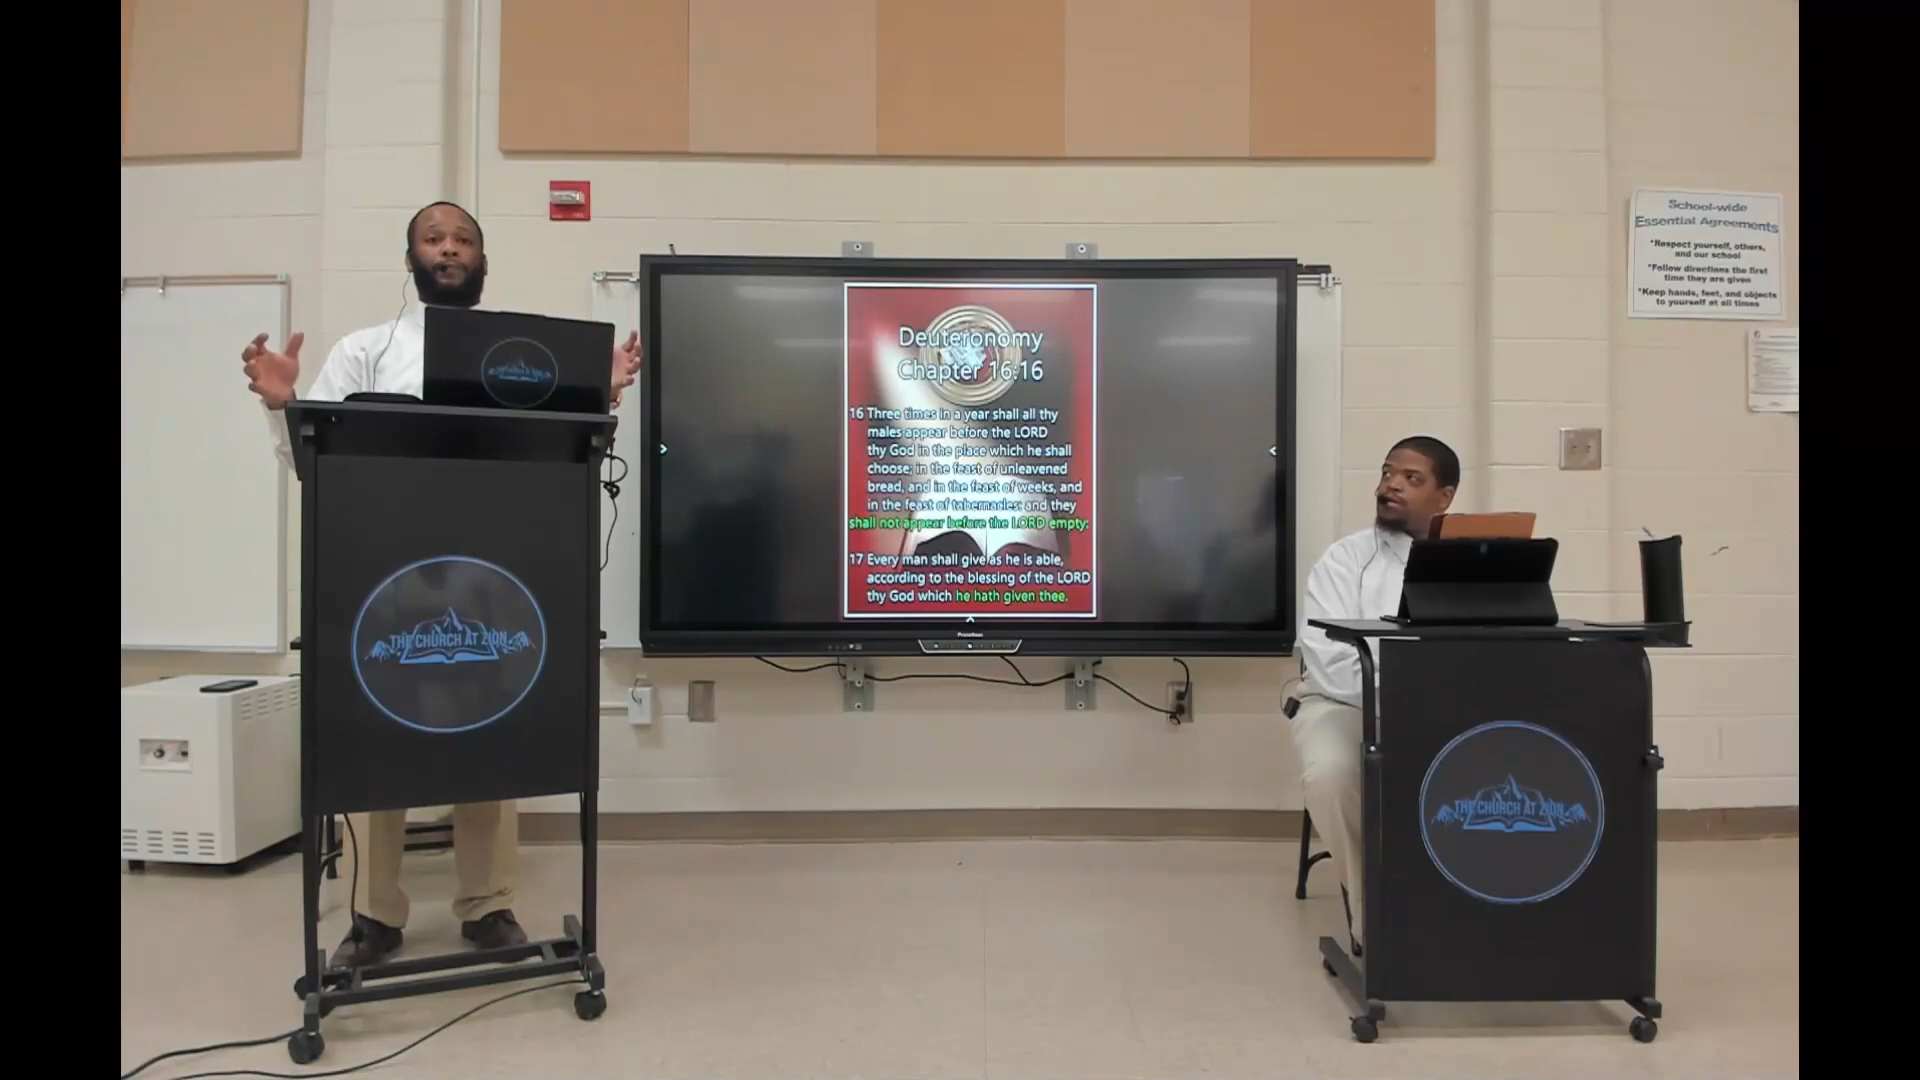 School-wide
Essential Agreements
*Respect yourself, others,
and our school
*Follow directions the first
time they are given
*Keep hands, feet, and objects
to yourself at all times
Deuteronomy
Chapter 16:16
16 Three times in a year shall all thy
males appear before the LORD
thy God in the place which he shall
choose; in the feast of unleavened
bread, and in the feast of weeks, and
in the feast of tabernacles: and they
shall not appear before the LORD empty:
17 Every man shall give as he is able,
according to the blessing of the LORD
thy God which he hath given thee.
Promethean
THE CHURCH AT ZION
THE CHURCH AT ZION